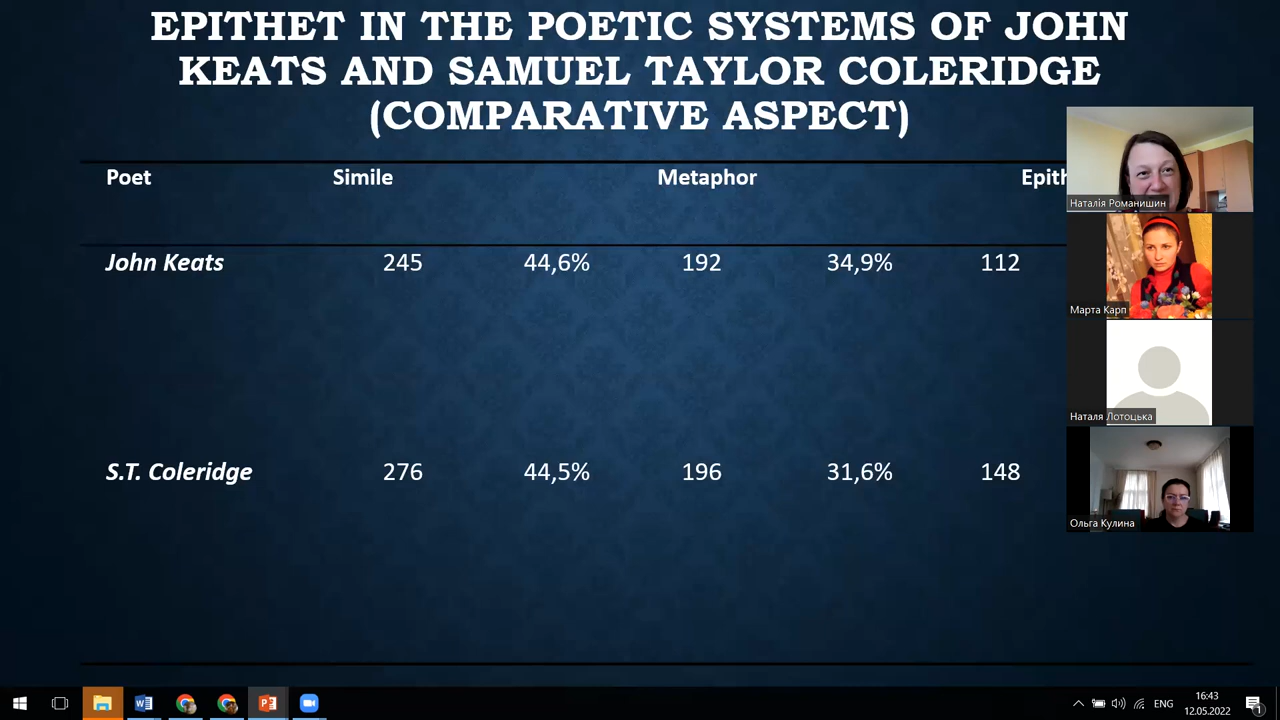 EPITHET IN THE POETIC SYSTEMS OF JOHN
KEATS AND SAMUEL TAYLOR COLERIDGE
(COMPARATIVE ASPECT)
Poet Simile Metaphor Epith
John Keats 245 44,6% 192 34,9% 112
S.T. Coleridge 276 44,5% 196 31,6% 148
Наталія Романишин
Марта Карп
Наталя Лотоцька
Ольга Кулина
ENG
16:43
12.05.2022
1